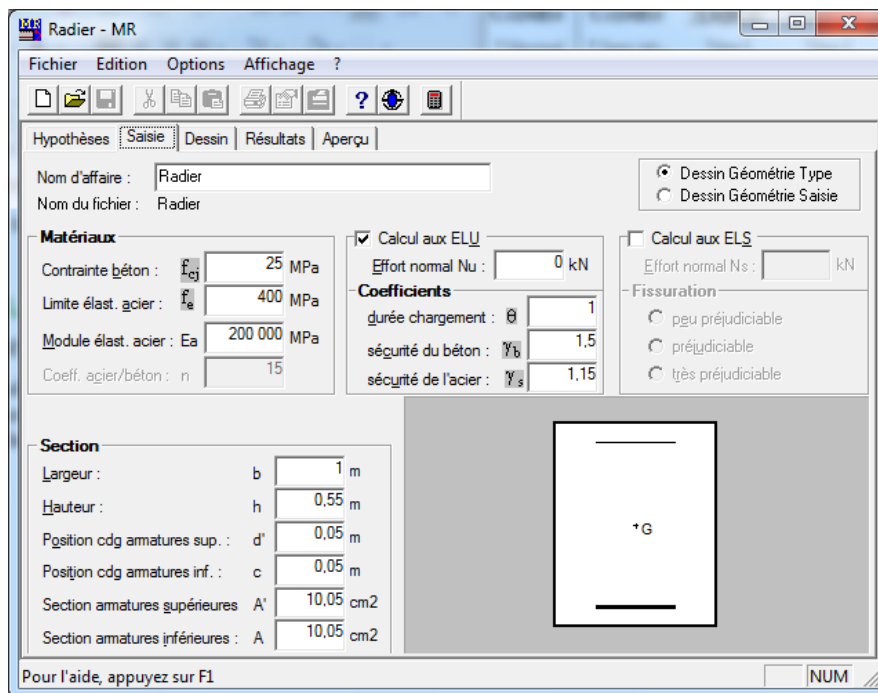 Radier - MR
Fichier Edition Options Affichage ?
Hypothèses Saisie Dessin Résultats Aperçu
Nom d'affaire : Radier
Nom du fichier : Radier
Dessin Géométrie Type
Dessin Géométrie Saisie
Matériaux
Contrainte béton : fcj 25 MPa
Limite élast. acier : fe 400 MPa
Module élast. acier : Ea 200 000 MPa
Coeff. acier/béton : n 15
Calcul aux ELU
Effort normal Nu : 0 kN
Coefficients
durée chargement : θ 1
sécurité du béton : γb 1,5
sécurité de l'acier : γs 1,15
Calcul aux ELS
Effort normal Ns : kN
Fissuration
peu préjudiciable
préjudiciable
très préjudiciable
Section
Largeur : b 1 m
Hauteur : h 0,55 m
Position cdg armatures sup. : d' 0,05 m
Position cdg armatures inf. : c 0,05 m
Section armatures supérieures A' 10,05 cm2
Section armatures inférieures : A 10,05 cm2
+G
Pour l'aide, appuyez sur F1
NUM